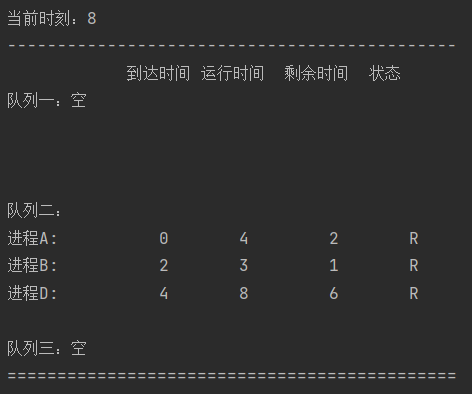 当前时刻：8
---------------------------------------------
到达时间 运行时间 剩余时间 状态
队列一：空
队列二：
进程A: 0 4 2 R
进程B: 2 3 1 R
进程D: 4 8 6 R
队列三：空
=============================================